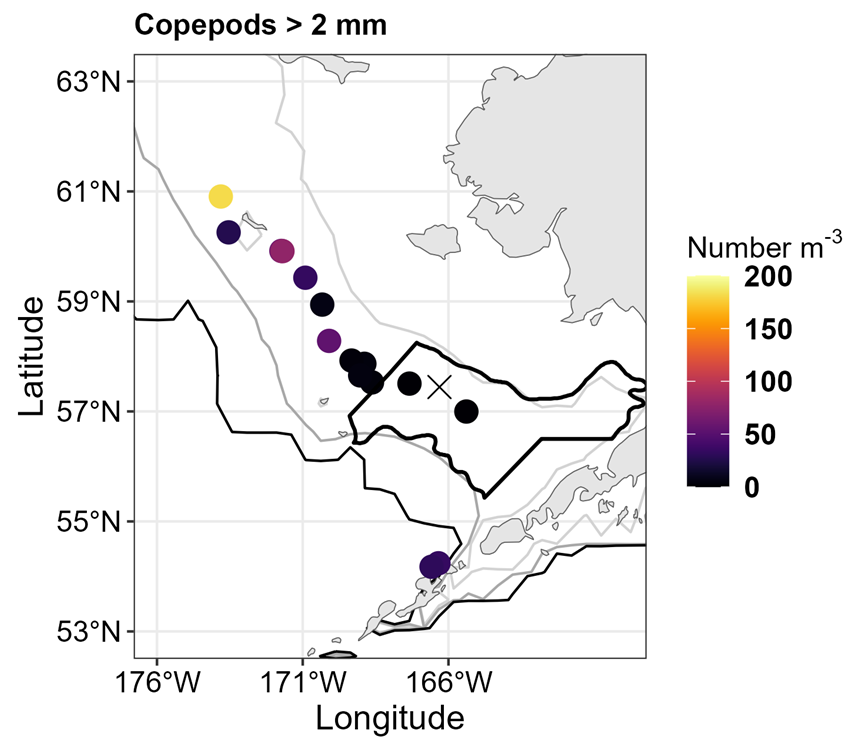 Copepods > 2 mm
63°N
61°N
59°N
57°N
55°N
53°N
Latitude
176°W 171°W 166°W
Longitude
Number m⁻³
200
150
100
50
0